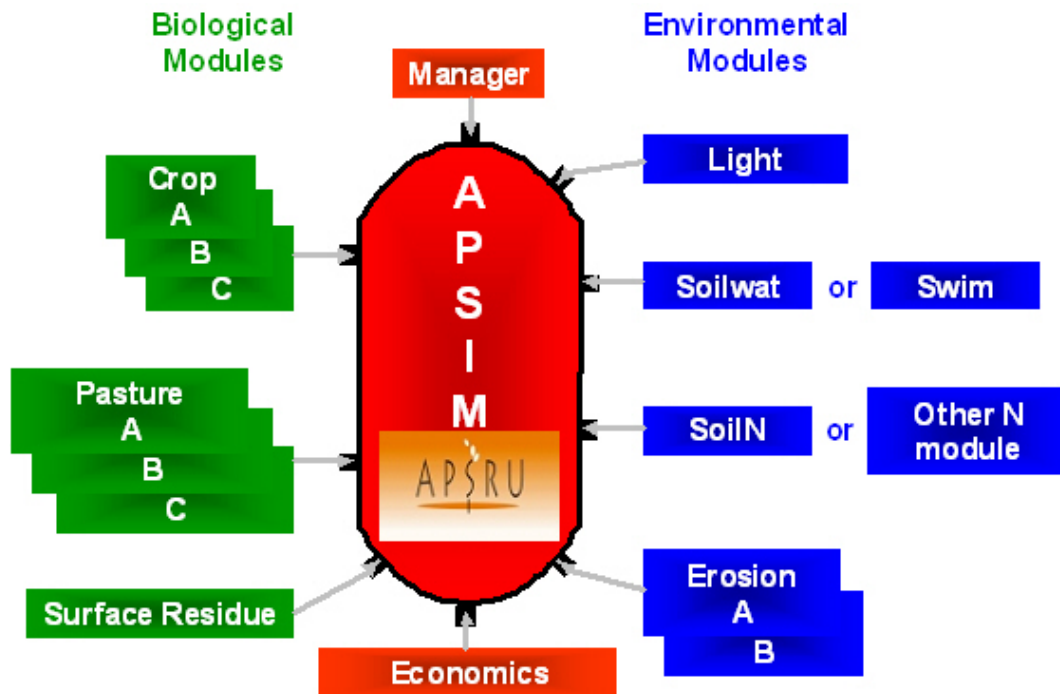 Biological
Modules
Environmental
Modules
Manager
Crop
A
B
C
Pasture
A
B
C
Surface Residue
A
P
S
I
M
APSRU
Economics
Light
Soilwat or Swim
SoilN or Other N
module
Erosion
A
B